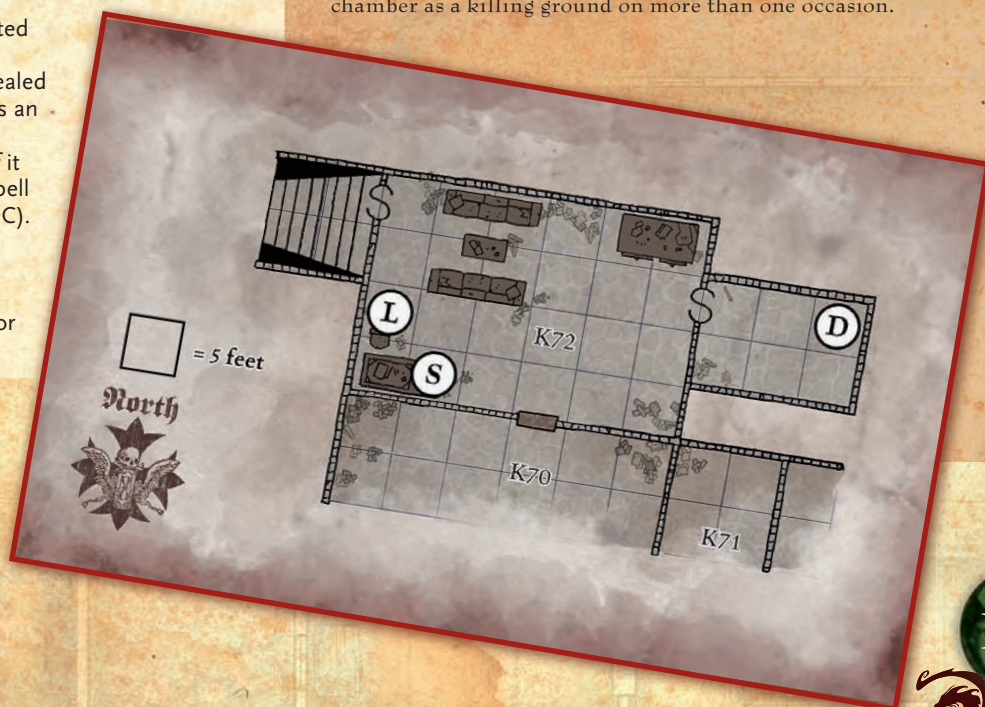 chamber as a killing ground on more than one occasion.
ted
ealed
s an
it
pell
C).
or
S
L
S
K72
S
D
= 5 feet
North
K70
K71